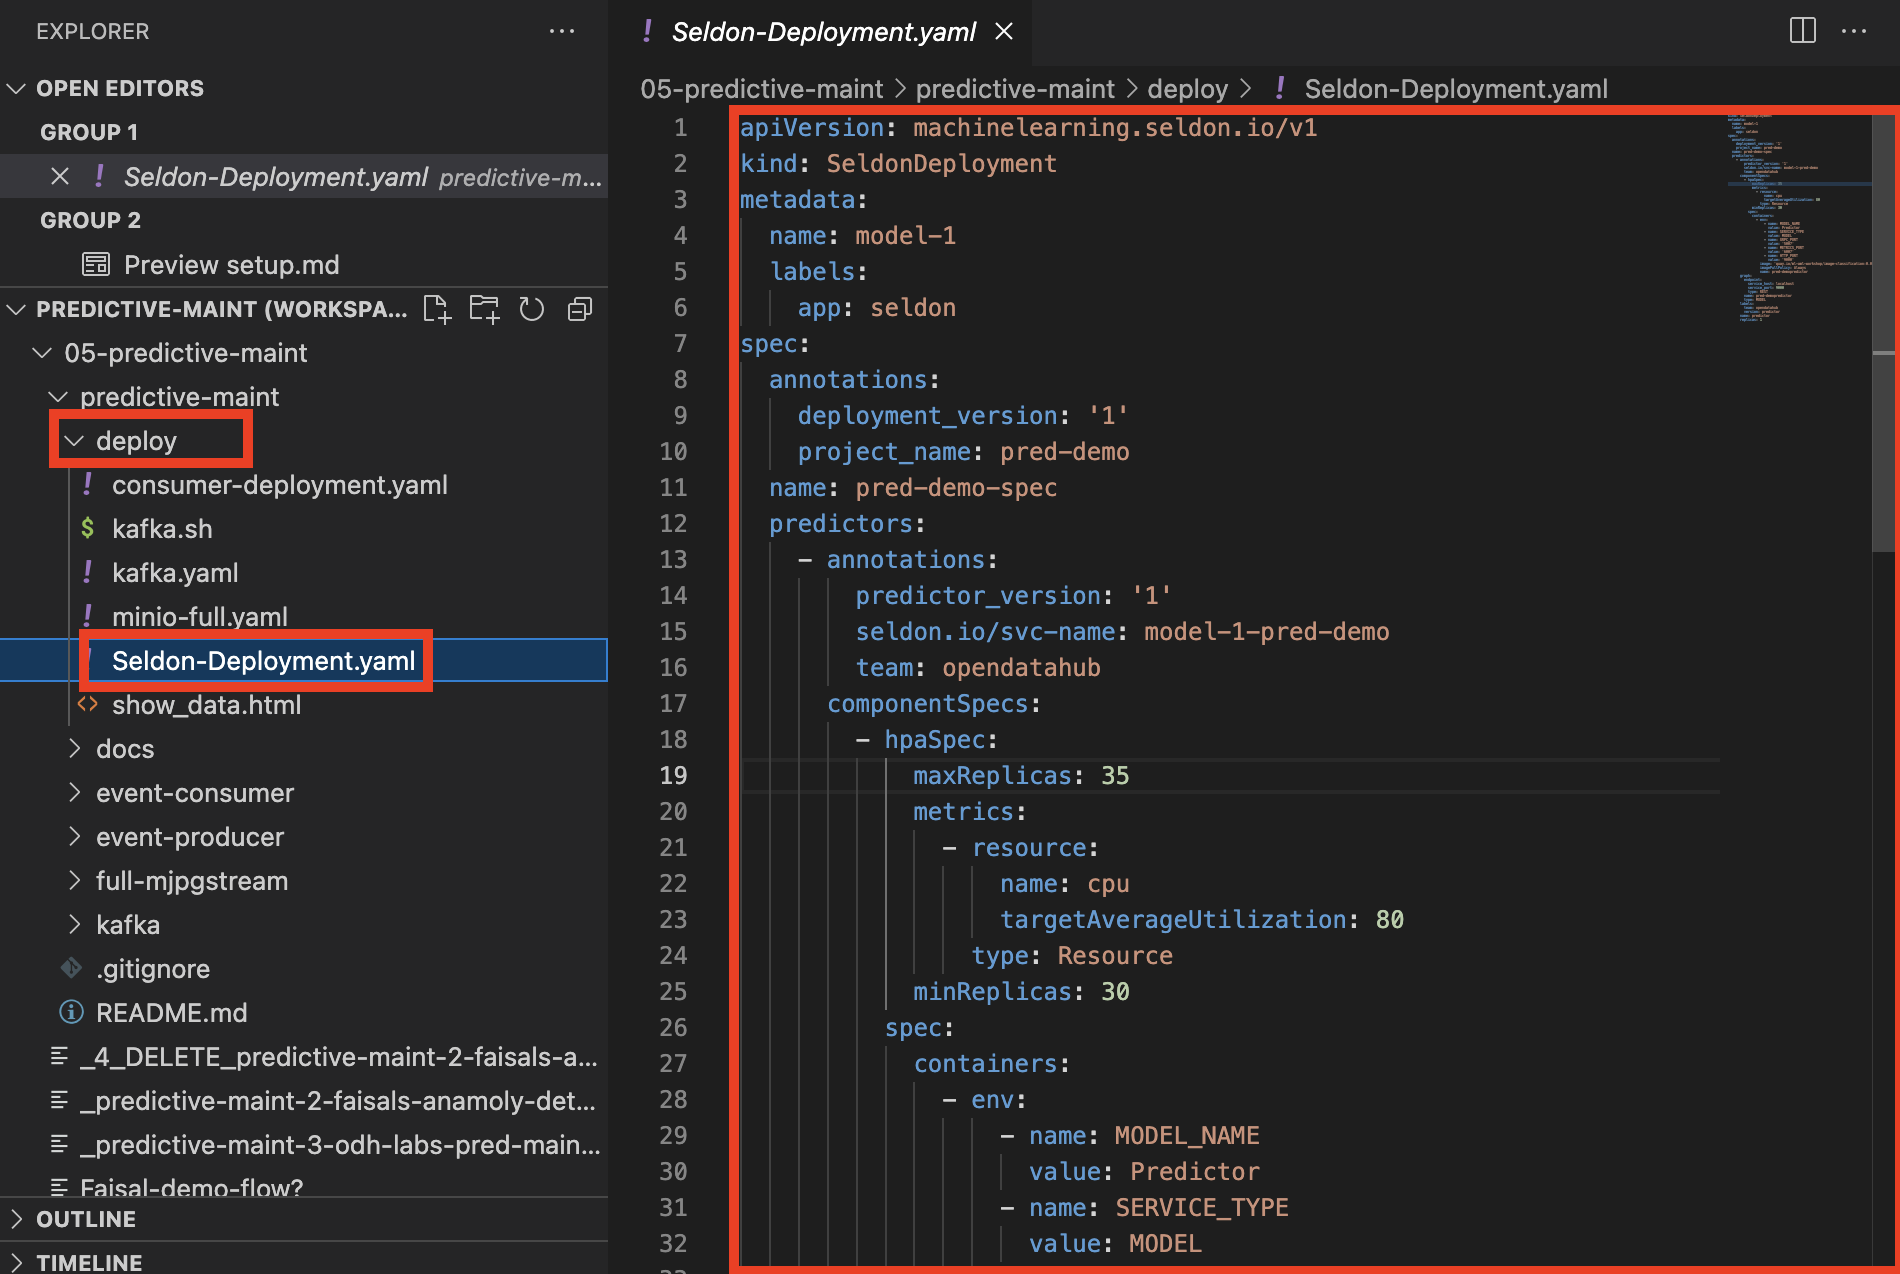 EXPLORER
OPEN EDITORS
GROUP 1
Seldon-Deployment.yaml predictive-m...
GROUP 2
Preview setup.md
PREDICTIVE-MAINT (WORKSPA...
05-predictive-maint
predictive-maint
deploy
consumer-deployment.yaml
kafka.sh
kafka.yaml
minio-full.yaml
Seldon-Deployment.yaml
show_data.html
docs
event-consumer
event-producer
full-mjpgstream
kafka
.gitignore
README.md
_4_DELETE_predictive-maint-2-faisals-a...
_predictive-maint-2-faisals-anamoly-det...
_predictive-maint-3-odh-labs-pred-main...
Faisal-demo-flow?
OUTLINE
TIMELINE
Seldon-Deployment.yaml
05-predictive-maint > predictive-maint > deploy > ! Seldon-Deployment.yaml
1 apiVersion: machinelearning.seldon.io/v1
2 kind: SeldonDeployment
3 metadata:
4 name: model-1
5 labels:
6 app: seldon
7 spec:
8 annotations:
9 deployment_version: '1'
10 project_name: pred-demo
11 name: pred-demo-spec
12 predictors:
13 - annotations:
14 predictor_version: '1'
15 seldon.io/svc-name: model-1-pred-demo
16 team: opendatahub
17 componentSpecs:
18 - hpaSpec:
19 maxReplicas: 35
20 metrics:
21 - resource:
22 name: cpu
23 targetAverageUtilization: 80
24 type: Resource
25 minReplicas: 30
26 spec:
27 containers:
28 - env:
29 - name: MODEL_NAME
30 value: Predictor
31 - name: SERVICE_TYPE
32 value: MODEL